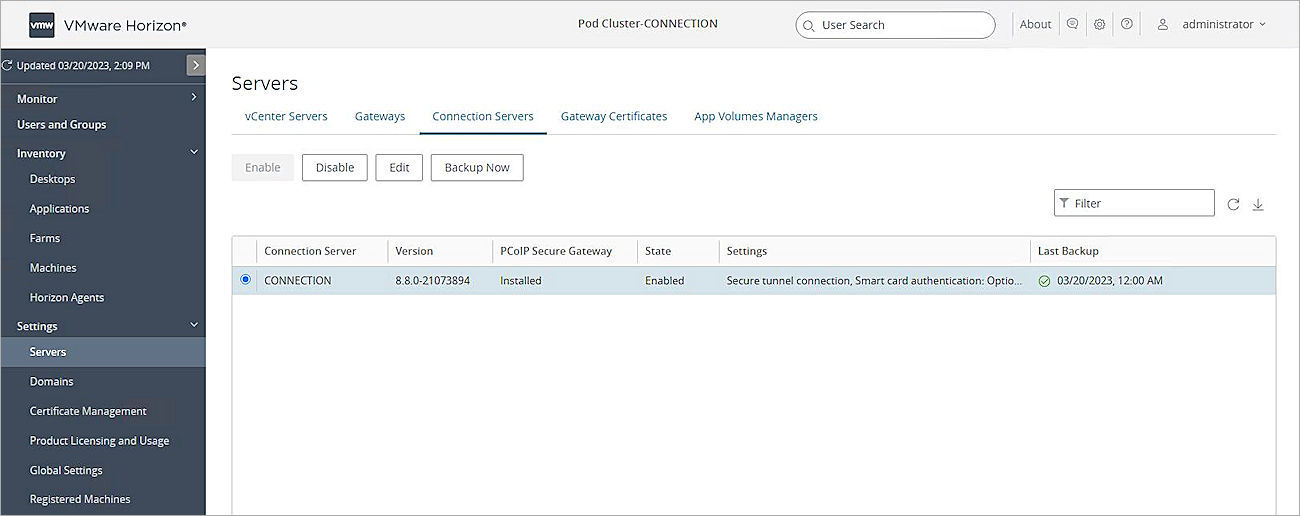 vmw VMware Horizon® Pod Cluster-CONNECTION User Search About administrator
Updated 03/20/2023, 2:09 PM
Monitor
Users and Groups
Inventory
Desktops
Applications
Farms
Machines
Horizon Agents
Settings
Servers
Domains
Certificate Management
Product Licensing and Usage
Global Settings
Registered Machines
Servers
vCenter Servers Gateways Connection Servers Gateway Certificates App Volumes Managers
Enable Disable Edit Backup Now
Filter
Connection Server Version PCoIP Secure Gateway State Settings Last Backup
CONNECTION 8.8.0-21073894 Installed Enabled Secure tunnel connection, Smart card authentication: Optio... 03/20/2023, 12:00 AM